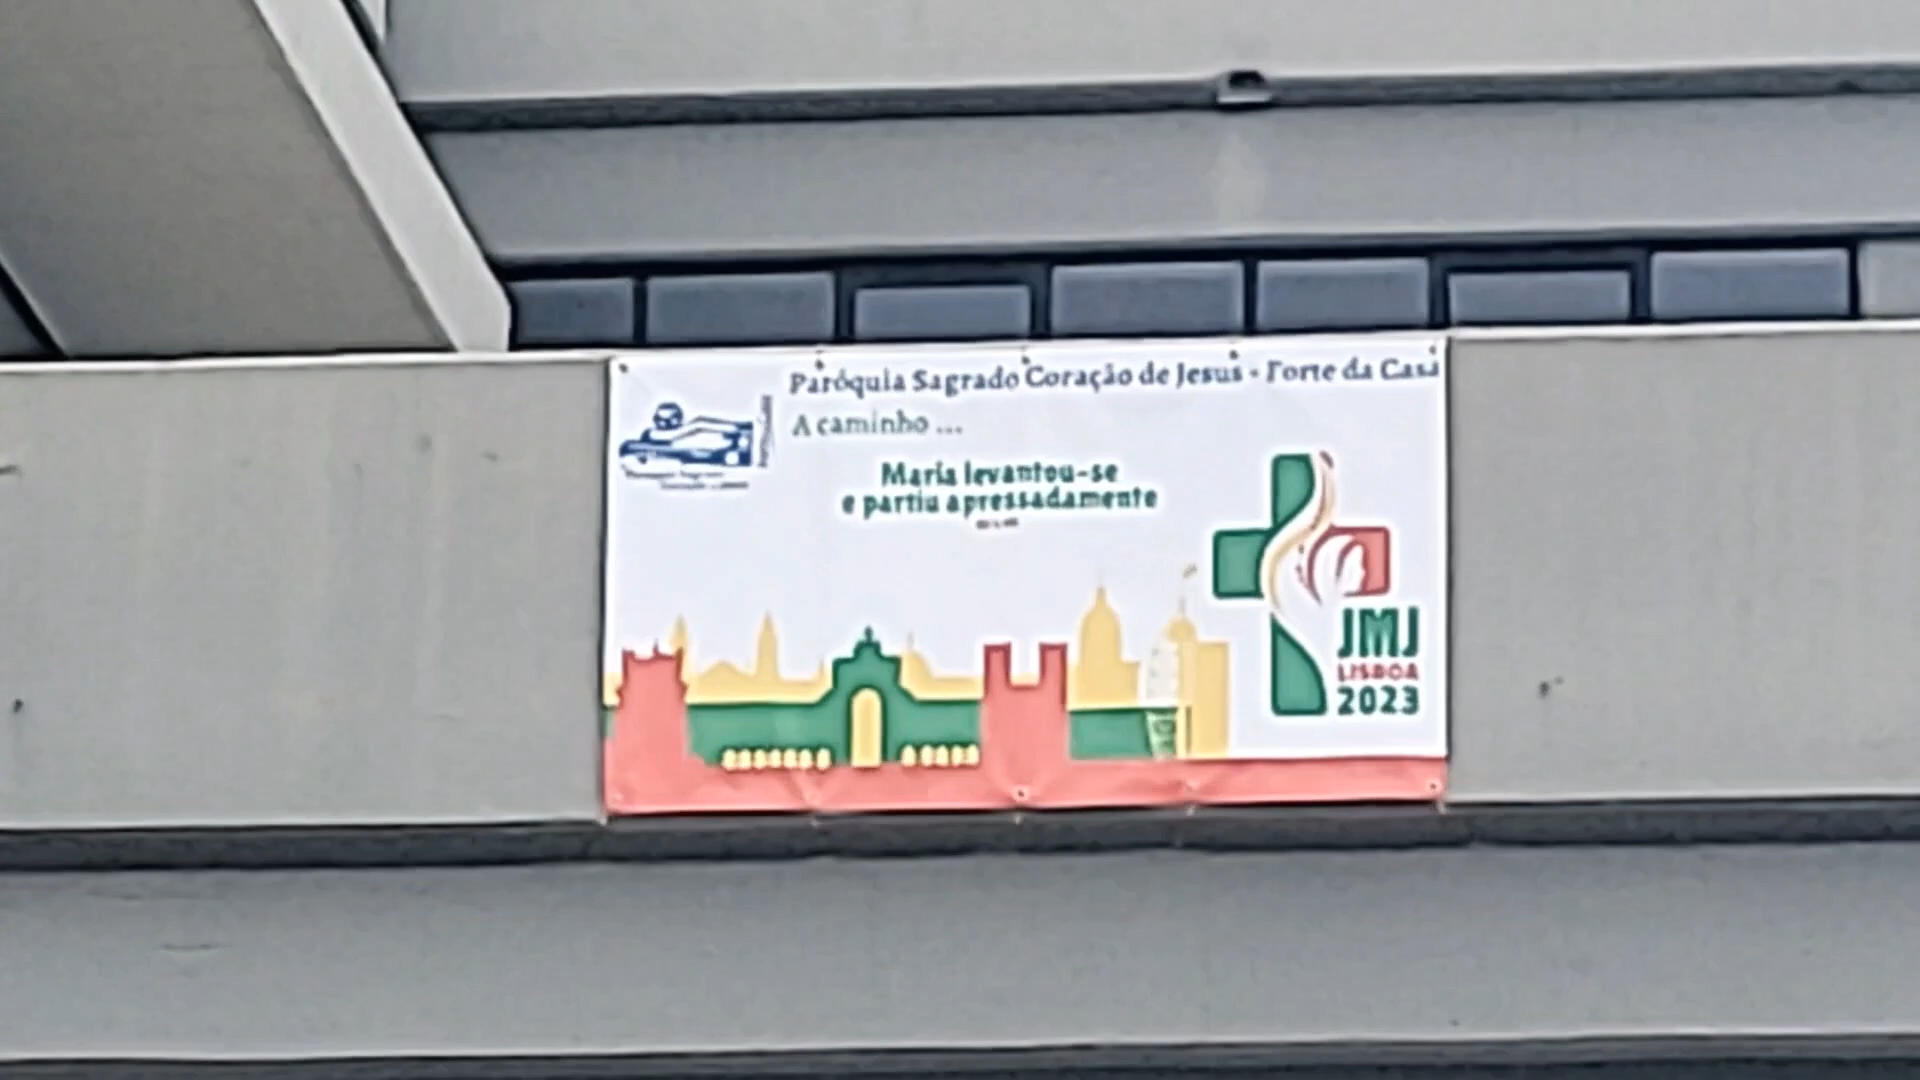 Paróquia Sagrado Coração de Jesus - Forte da Casa
A caminho ...
Maria levantou-se
e partiu apressadamente
JMJ
LISBOA
2023